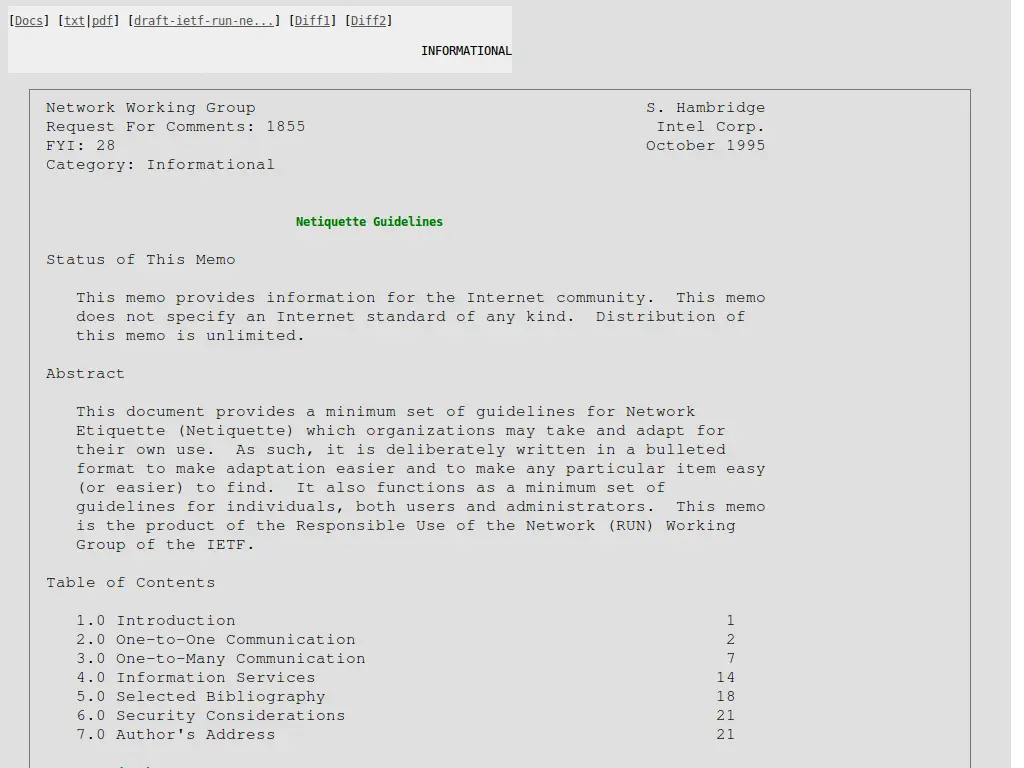 [Docs] [txt|pdf] [draft-ietf-run-ne...] [Diff1] [Diff2]
INFORMATIONAL
Network Working Group S. Hambridge
Request For Comments: 1855 Intel Corp.
FYI: 28 October 1995
Category: Informational
Netiquette Guidelines
Status of This Memo
This memo provides information for the Internet community. This memo
does not specify an Internet standard of any kind. Distribution of
this memo is unlimited.
Abstract
This document provides a minimum set of guidelines for Network
Etiquette (Netiquette) which organizations may take and adapt for
their own use. As such, it is deliberately written in a bulleted
format to make adaptation easier and to make any particular item easy
(or easier) to find. It also functions as a minimum set of
guidelines for individuals, both users and administrators. This memo
is the product of the Responsible Use of the Network (RUN) Working
Group of the IETF.
Table of Contents
1.0 Introduction 1
2.0 One-to-One Communication 2
3.0 One-to-Many Communication 7
4.0 Information Services 14
5.0 Selected Bibliography 18
6.0 Security Considerations 21
7.0 Author's Address 21